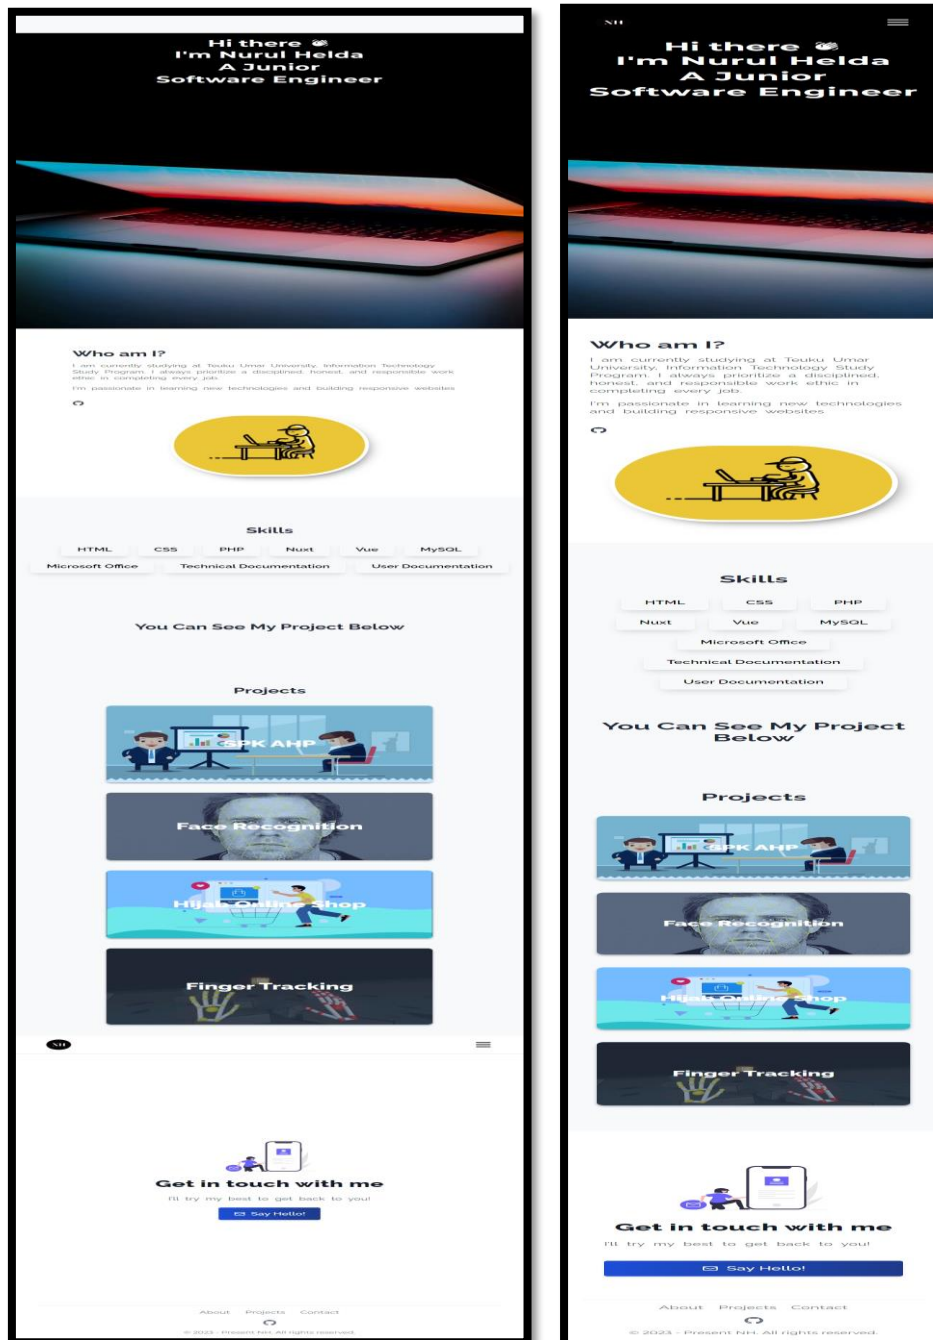 Hi there 👋
I'm Nurul Helda
A Junior
Software Engineer
Who am I?
I am currently studying at Teuku Umar University, Information Technology
Study Program. I always prioritize a disciplined, honest, and responsible work
ethic in completing every job.
I'm passionate in learning new technologies and building responsive websites
Skills
HTML CSS PHP Nuxt Vue MySQL
Microsoft Office Technical Documentation User Documentation
You Can See My Project Below
Projects
SPK AHP
Face Recognition
Hijab Online Shop
Finger Tracking
NH
Get in touch with me
I'll try my best to get back to you!
Say Hello!
About Projects Contact
© 2023 - Present NH. All rights reserved.
NH
Hi there 👋
I'm Nurul Helda
A Junior
Software Engineer
Who am I?
I am currently studying at Teuku Umar
University, Information Technology Study
Program. I always prioritize a disciplined,
honest, and responsible work ethic in
completing every job.
I'm passionate in learning new technologies
and building responsive websites
Skills
HTML CSS PHP
Nuxt Vue MySQL
Microsoft Office
Technical Documentation
User Documentation
You Can See My Project
Below
Projects
SPK AHP
Face Recognition
Hijab Online Shop
Finger Tracking
Get in touch with me
I'll try my best to get back to you!
Say Hello!
About Projects Contact
© 2023 - Present NH. All rights reserved.